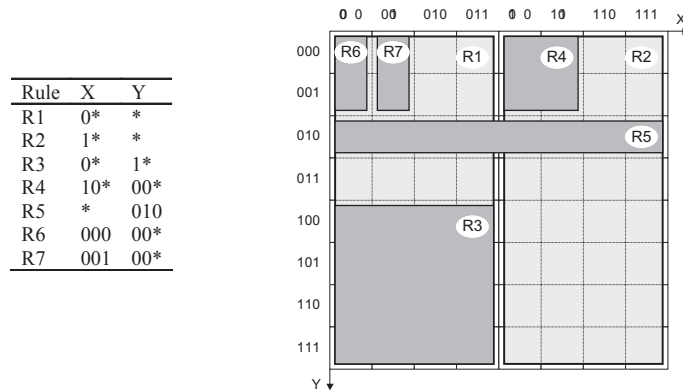 Rule X Y
R1 0* *
R2 1* *
R3 0* 1*
R4 10* 00*
R5 * 010
R6 000 00*
R7 001 00*
010 011 110 111 X
000 R6 R7 R1 R4 R2
001
010 R5
011
100 R3
101
110
111
Y